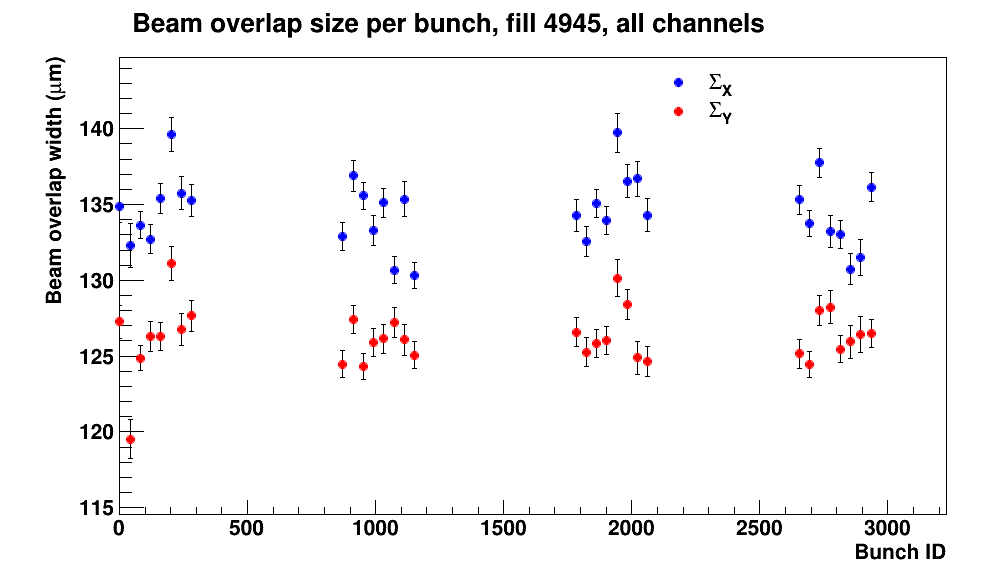 Beam overlap size per bunch, fill 4945, all channels
Beam overlap width (μm)
Σ_X
Σ_Y
140
135
130
125
120
115
0 500 1000 1500 2000 2500 3000
Bunch ID